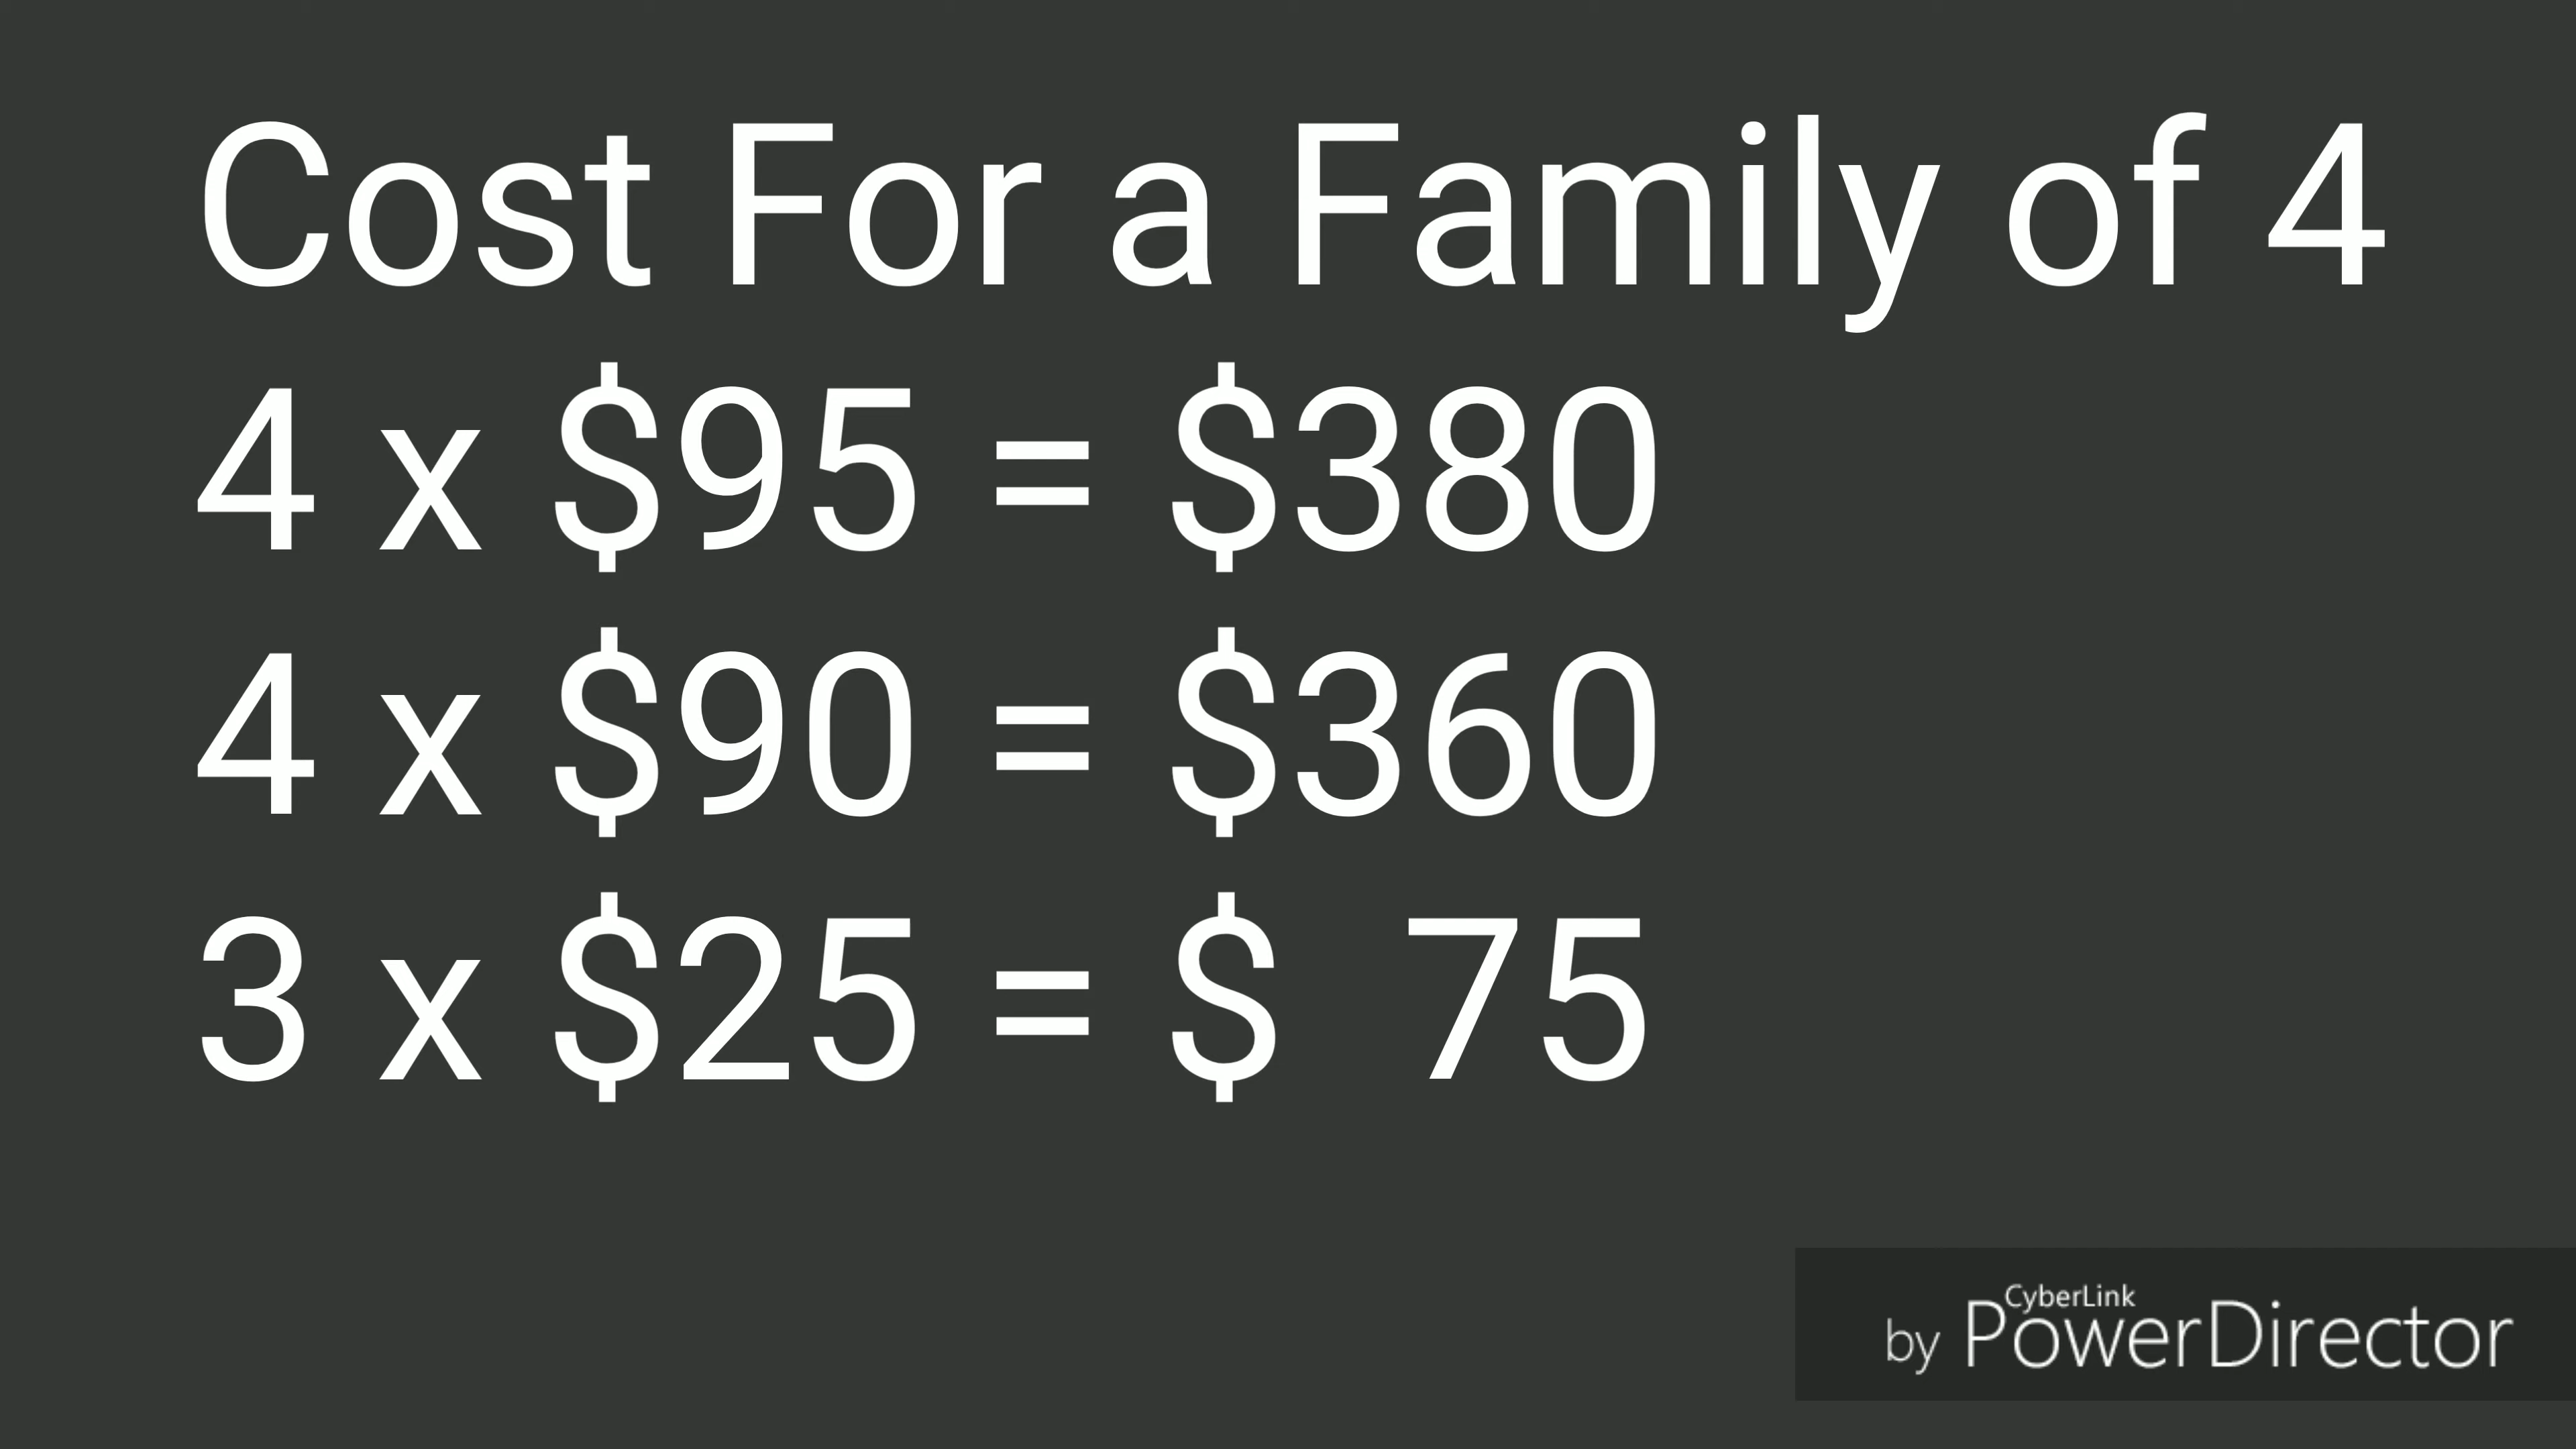 Cost For a Family of 4
4 x $95 = $380
4 x $90 = $360
3 x $25 = $ 75
by CyberLink PowerDirector